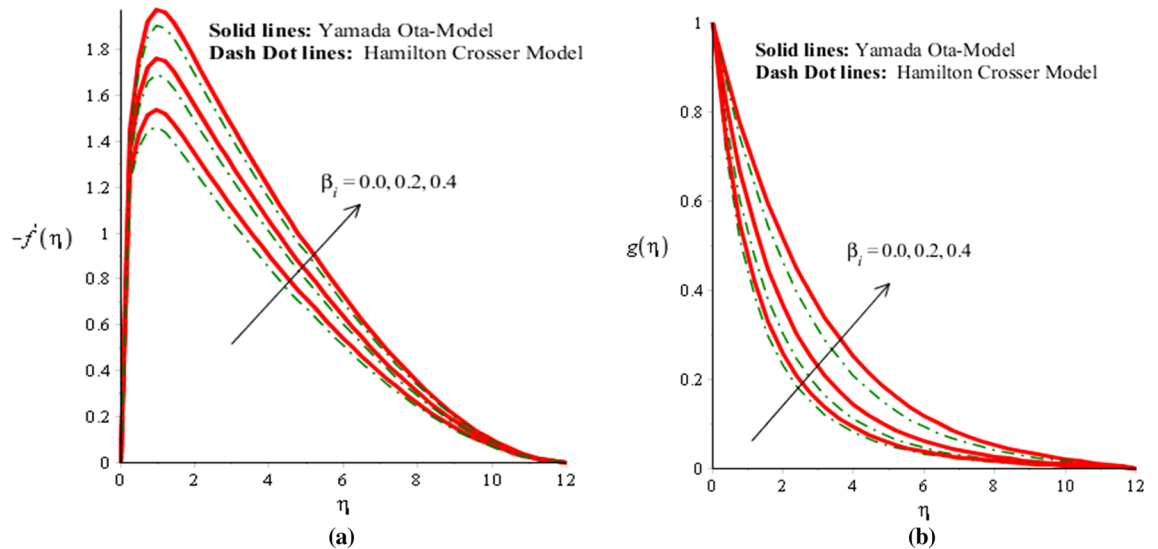 Solid lines: Yamada Ota-Model
Dash Dot lines: Hamilton Crosser Model
1.8
1.6
1.4
1.2
1
0.8
0.6
0.4
0.2
0
-f′(η)
βi = 0.0, 0.2, 0.4
0 2 4 6 8 10 12
η
(a)
Solid lines: Yamada Ota-Model
Dash Dot lines: Hamilton Crosser Model
1
0.8
0.6
0.4
0.2
0
g(η)
βi = 0.0, 0.2, 0.4
0 2 4 6 8 10 12
η
(b)